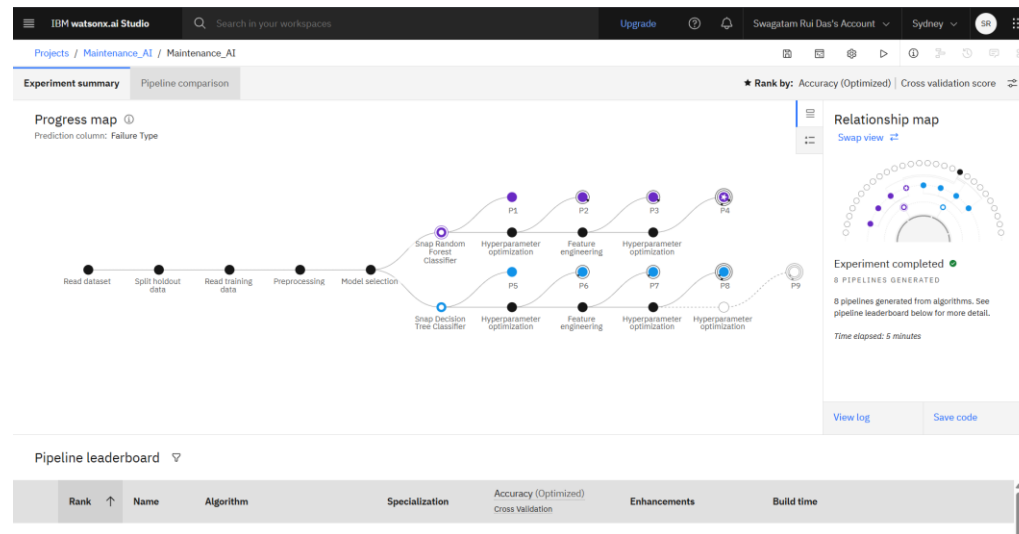 IBM watsonx.ai Studio
Search in your workspaces
Upgrade
Swagatam Rui Das's Account
Sydney
SR
Projects / Maintenance_AI / Maintenance_AI
Experiment summary
Pipeline comparison
★ Rank by: Accuracy (Optimized) | Cross validation score
Progress map
Prediction column: Failure Type
Relationship map
Swap view
P1
P2
P3
P4
Snap Random
Forest
Classifier
Hyperparameter
optimization
Feature
engineering
Hyperparameter
optimization
Read dataset
Split holdout
data
Read training
data
Preprocessing
Model selection
P5
P6
P7
P8
P9
Snap Decision
Tree Classifier
Hyperparameter
optimization
Feature
engineering
Hyperparameter
optimization
Hyperparameter
optimization
Experiment completed
8 PIPELINES GENERATED
8 pipelines generated from algorithms. See
pipeline leaderboard below for more detail.
Time elapsed: 5 minutes
View log
Save code
Pipeline leaderboard
Rank
Name
Algorithm
Specialization
Accuracy (Optimized)
Cross Validation
Enhancements
Build time